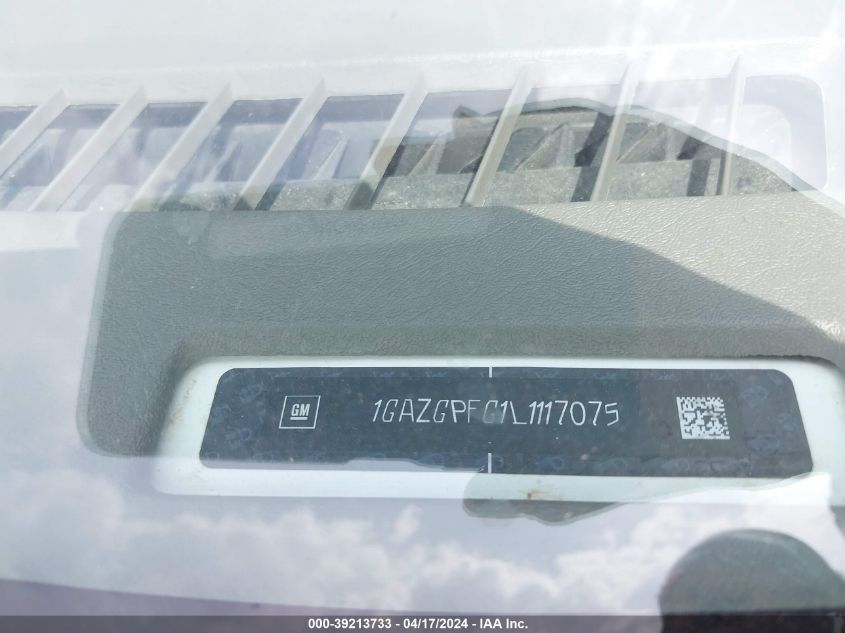 GM 1GAZGPFG1L1117075
000-39213733 - 04/17/2024 - IAA Inc.